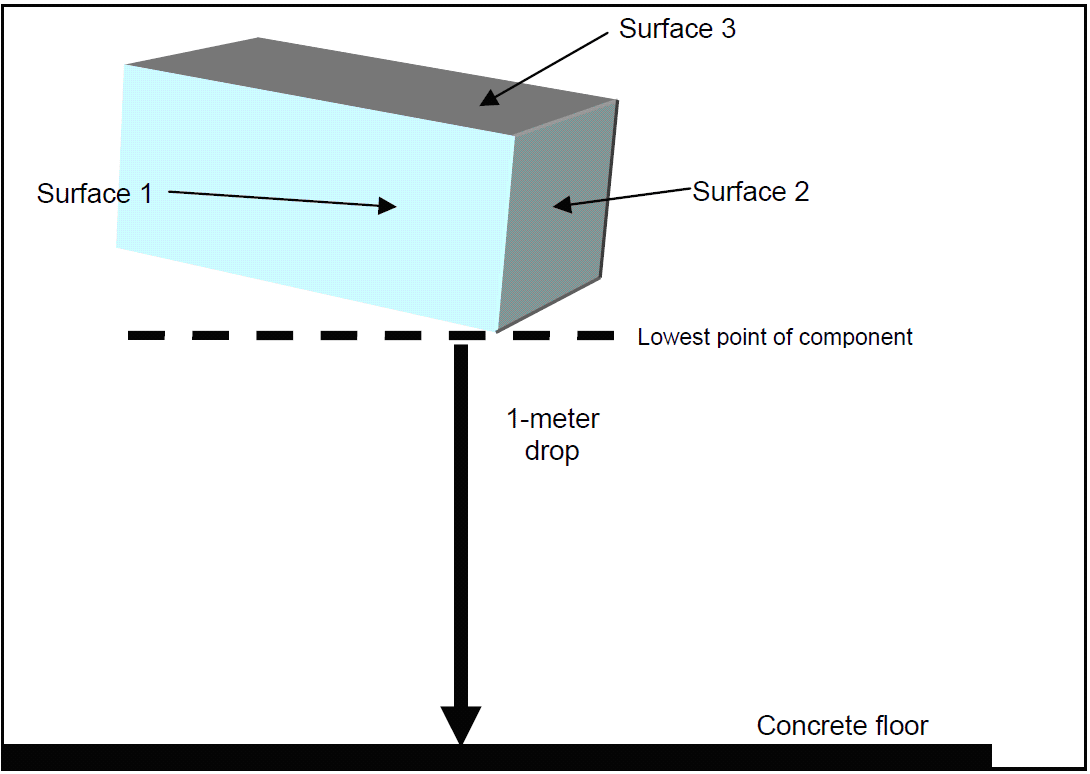 Surface 3
Surface 1
Surface 2
Lowest point of component
1-meter
drop
Concrete floor